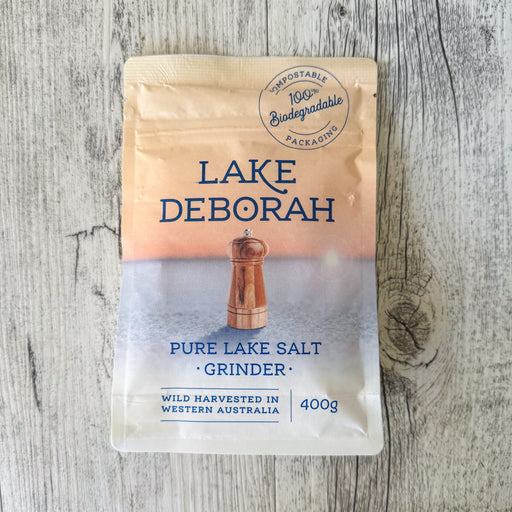 COMPOSTABLE
100%
Biodegradable
PACKAGING
LAKE
DEBORAH
PURE LAKE SALT
· GRINDER ·
WILD HARVESTED IN
WESTERN AUSTRALIA
400g